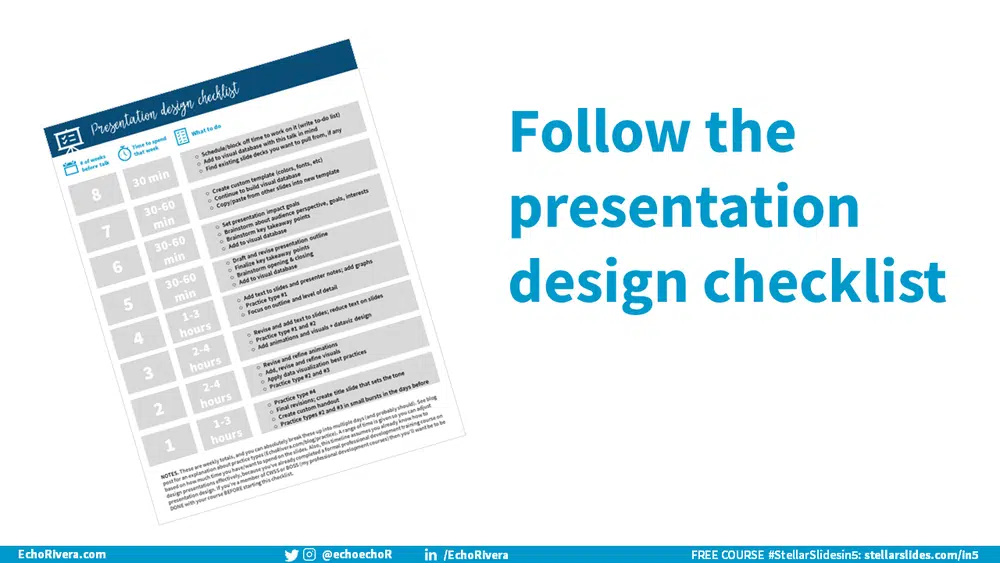 Presentation design checklist
# of weeks before talk
Time to spend that week
What to do
8
30 min
Schedule/block off time to work on it (write to-do list)
Add to visual database with this talk in mind
Find existing slide decks you want to pull from, if any
7
30-60 min
Create custom template (colors, fonts, etc)
Continue to build visual database
Copy/paste from other slides into new template
6
30-60 min
Set presentation impact goals
Brainstorm about audience perspective, goals, interests
Brainstorm key takeaway points
Add to visual database
5
30-60 min
Draft and revise presentation outline
Finalize key takeaway points
Brainstorm opening & closing
Add to visual database
4
1-3 hours
Add text to slides and presenter notes; add graphs
Practice type #1
Focus on outline and level of detail
3
2-4 hours
Revise and add text to slides; reduce text on slides
Practice type #1 and #2
Add animations and visuals + dataviz design
2
2-4 hours
Revise and refine animations
Add, revise and refine visuals
Apply data visualization best practices
Practice type #2 and #3
1
1-3 hours
Practice type #4
Final revisions; create title slide that sets the tone
Create custom handout
Practice types #2 and #3 in small bursts in the days before
NOTES. These are weekly totals, and you can absolutely break these up into multiple days (and probably should). See blog
post for an explanation about practice types (EchoRivera.com/blog/practice). A range of time is given so you can adjust
based on how much time you have/want to spend on the slides. Also, this timeline assumes you already know how to
design presentations effectively, because you've already completed a formal professional development training course on
presentation design. If you're a member of CWSS or BOSS (my professional development courses) then you'll want to be to be
DONE with your course BEFORE starting this checklist.
Follow the
presentation
design checklist
EchoRivera.com
@echoechoR
in /EchoRivera
FREE COURSE #StellarSlidesin5: stellarslides.com/in5